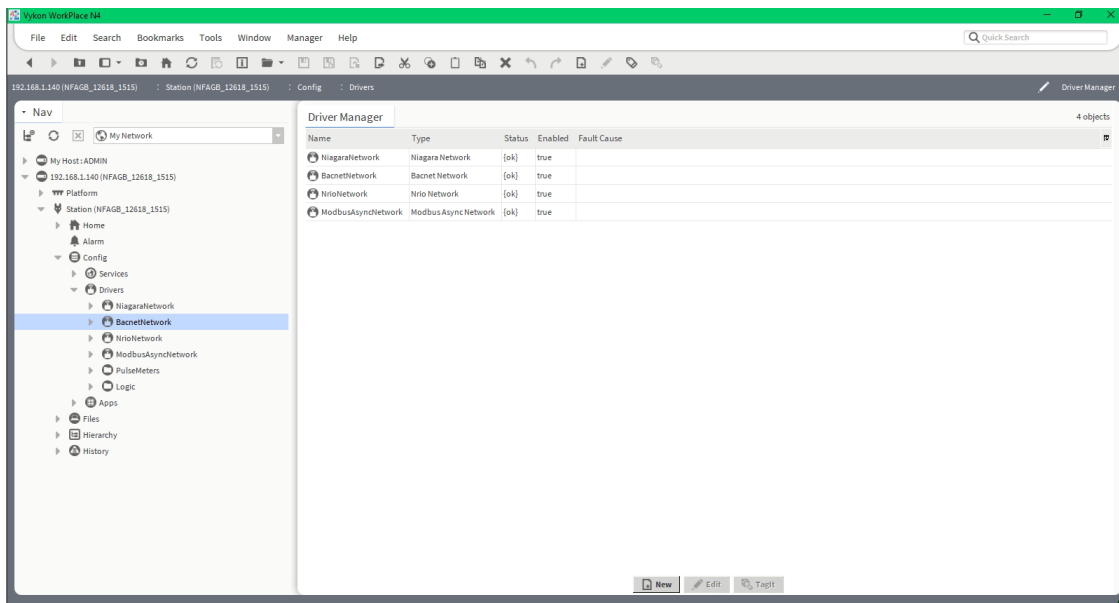 Vykon WorkPlace N4
File Edit Search Bookmarks Tools Window Manager Help
Quick Search
192.168.1.140 (NFAGB_12618_1515) : Station (NFAGB_12618_1515) : Config : Drivers
Driver Manager
Nav
My Network
My Host : ADMIN
192.168.1.140 (NFAGB_12618_1515)
Platform
Station (NFAGB_12618_1515)
Home
Alarm
Config
Services
Drivers
NiagaraNetwork
BacnetNetwork
NrioNetwork
ModbusAsyncNetwork
PulseMeters
Logic
Apps
Files
Hierarchy
History
Driver Manager
4 objects
Name Type Status Enabled Fault Cause
NiagaraNetwork Niagara Network {ok} true
BacnetNetwork Bacnet Network {ok} true
NrioNetwork Nrio Network {ok} true
ModbusAsyncNetwork Modbus Async Network {ok} true
New Edit TagIt